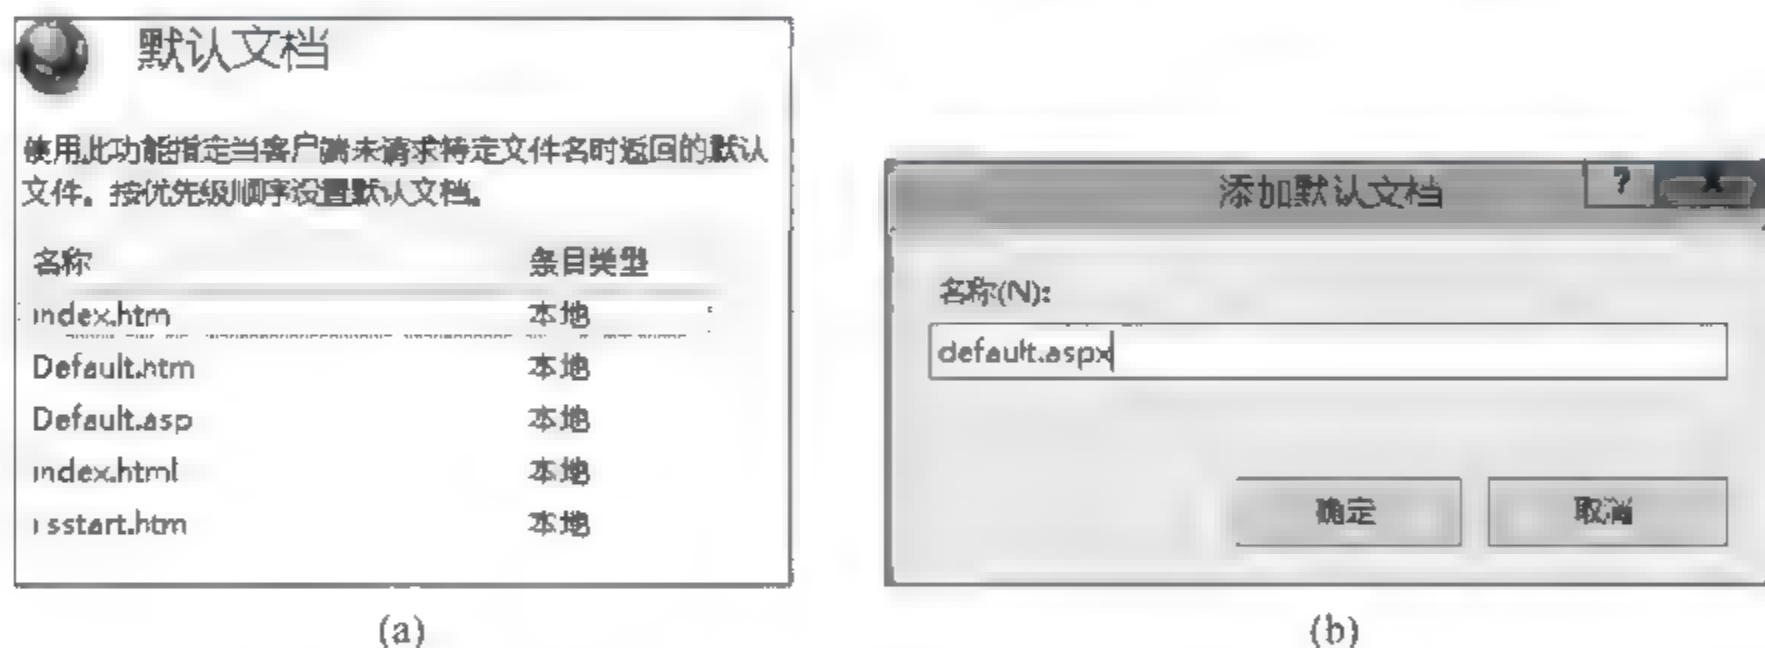 默认文档
使用此功能指定当客户端未请求特定文件名时返回的默认
文件。按优先级顺序设置默认文档。
名称 条目类型
index.htm 本地
Default.htm 本地
Default.asp 本地
index.html 本地
iisstart.htm 本地
(a)
添加默认文档 ?
名称(N):
default.aspx
确定 取消
(b)